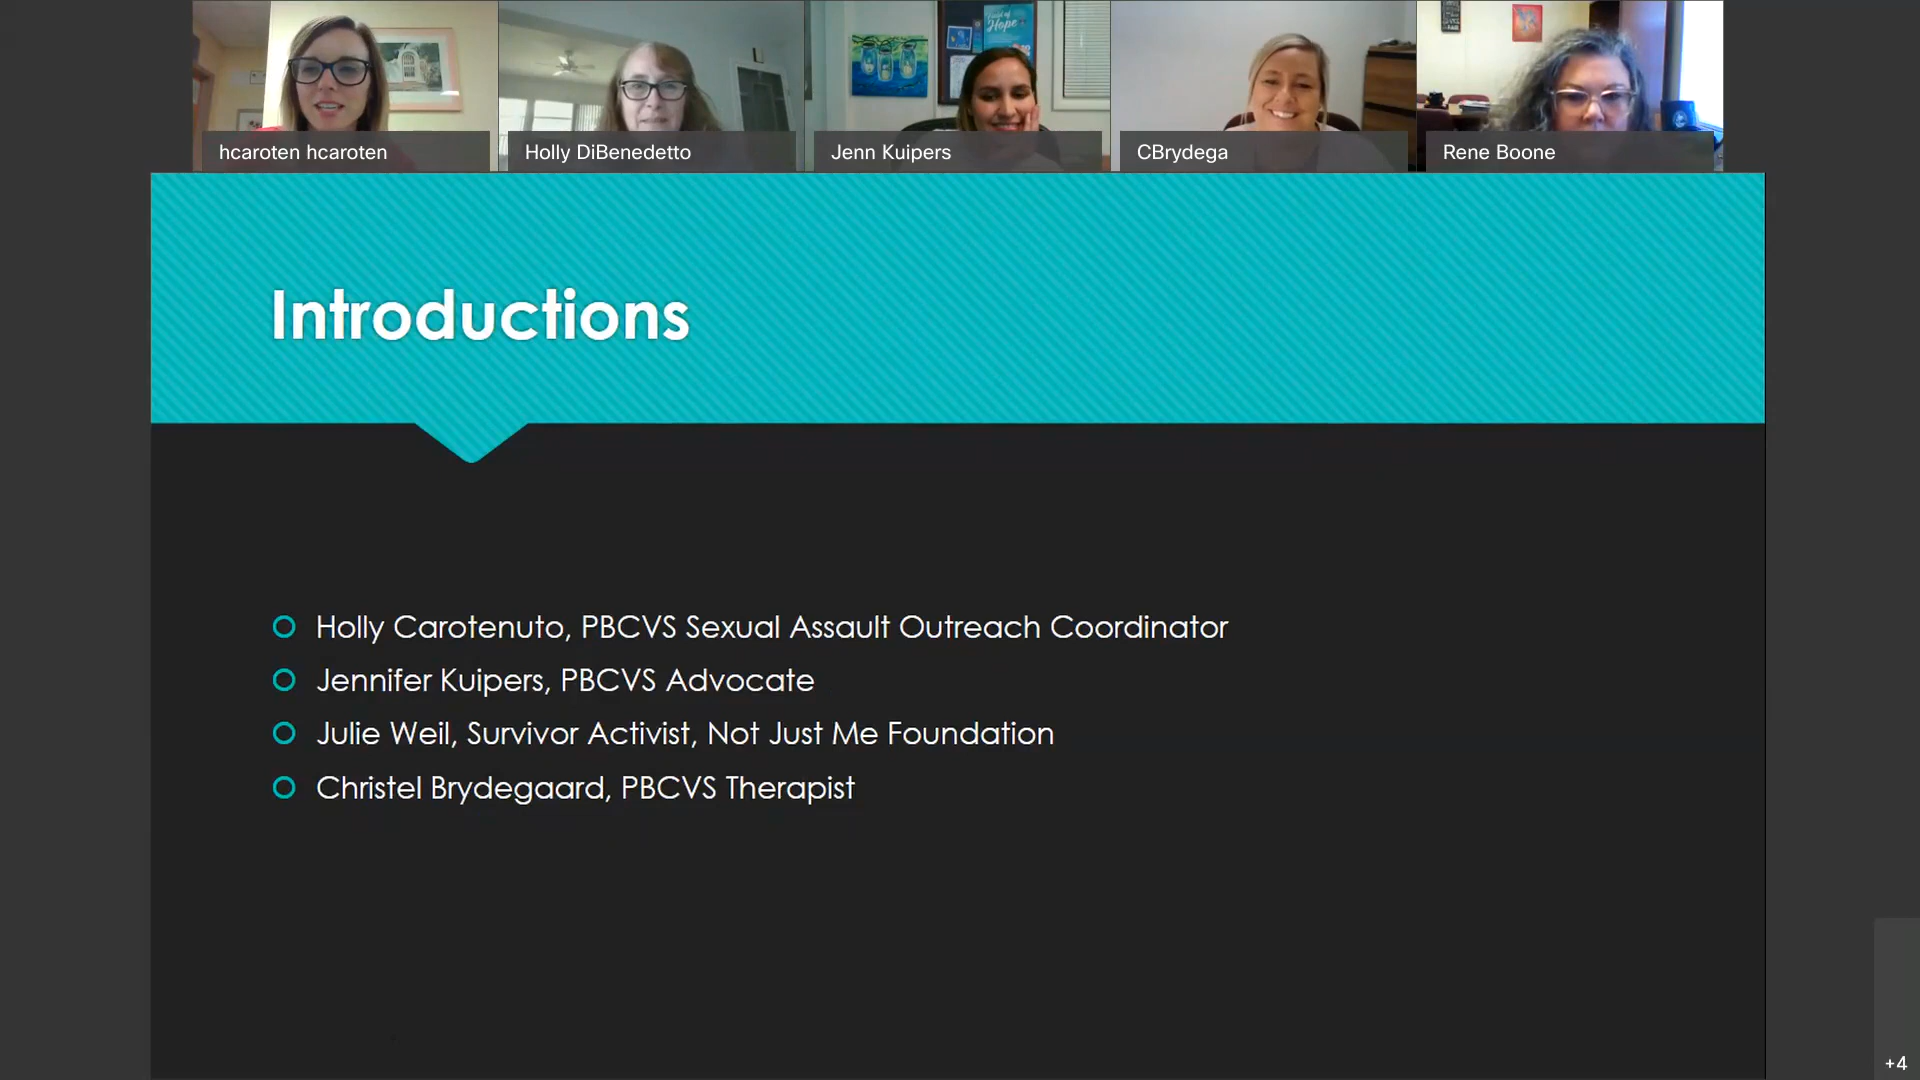 hcaroten hcaroten
Holly DiBenedetto
Jenn Kuipers
CBrydega
Rene Boone
Hope
Introductions
Holly Carotenuto, PBCVS Sexual Assault Outreach Coordinator
Jennifer Kuipers, PBCVS Advocate
Julie Weil, Survivor Activist, Not Just Me Foundation
Christel Brydegaard, PBCVS Therapist
+4